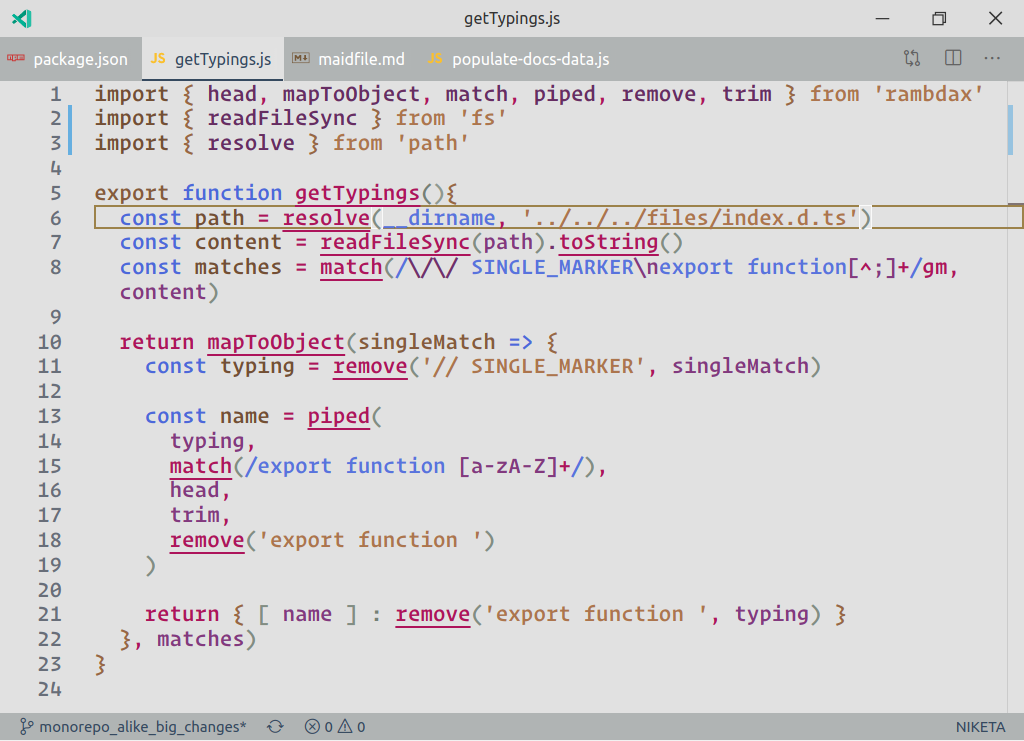 getTypings.js
npm package.json JS getTypings.js M↓ maidfile.md JS populate-docs-data.js ...
1 import { head, mapToObject, match, piped, remove, trim } from 'rambdax'
2 import { readFileSync } from 'fs'
3 import { resolve } from 'path'
4
5 export function getTypings(){
6   const path = resolve(__dirname, '../../../files/index.d.ts')
7   const content = readFileSync(path).toString()
8   const matches = match(/\/\/ SINGLE_MARKER\nexport function[^;]+/gm,
  content)
9
10   return mapToObject(singleMatch => {
11     const typing = remove('// SINGLE_MARKER', singleMatch)
12
13     const name = piped(
14       typing,
15       match(/export function [a-zA-Z]+/),
16       head,
17       trim,
18       remove('export function ')
19     )
20
21     return { [ name ] : remove('export function ', typing) }
22   }, matches)
23 }
24
monorepo_alike_big_changes* 0 0 NIKETA